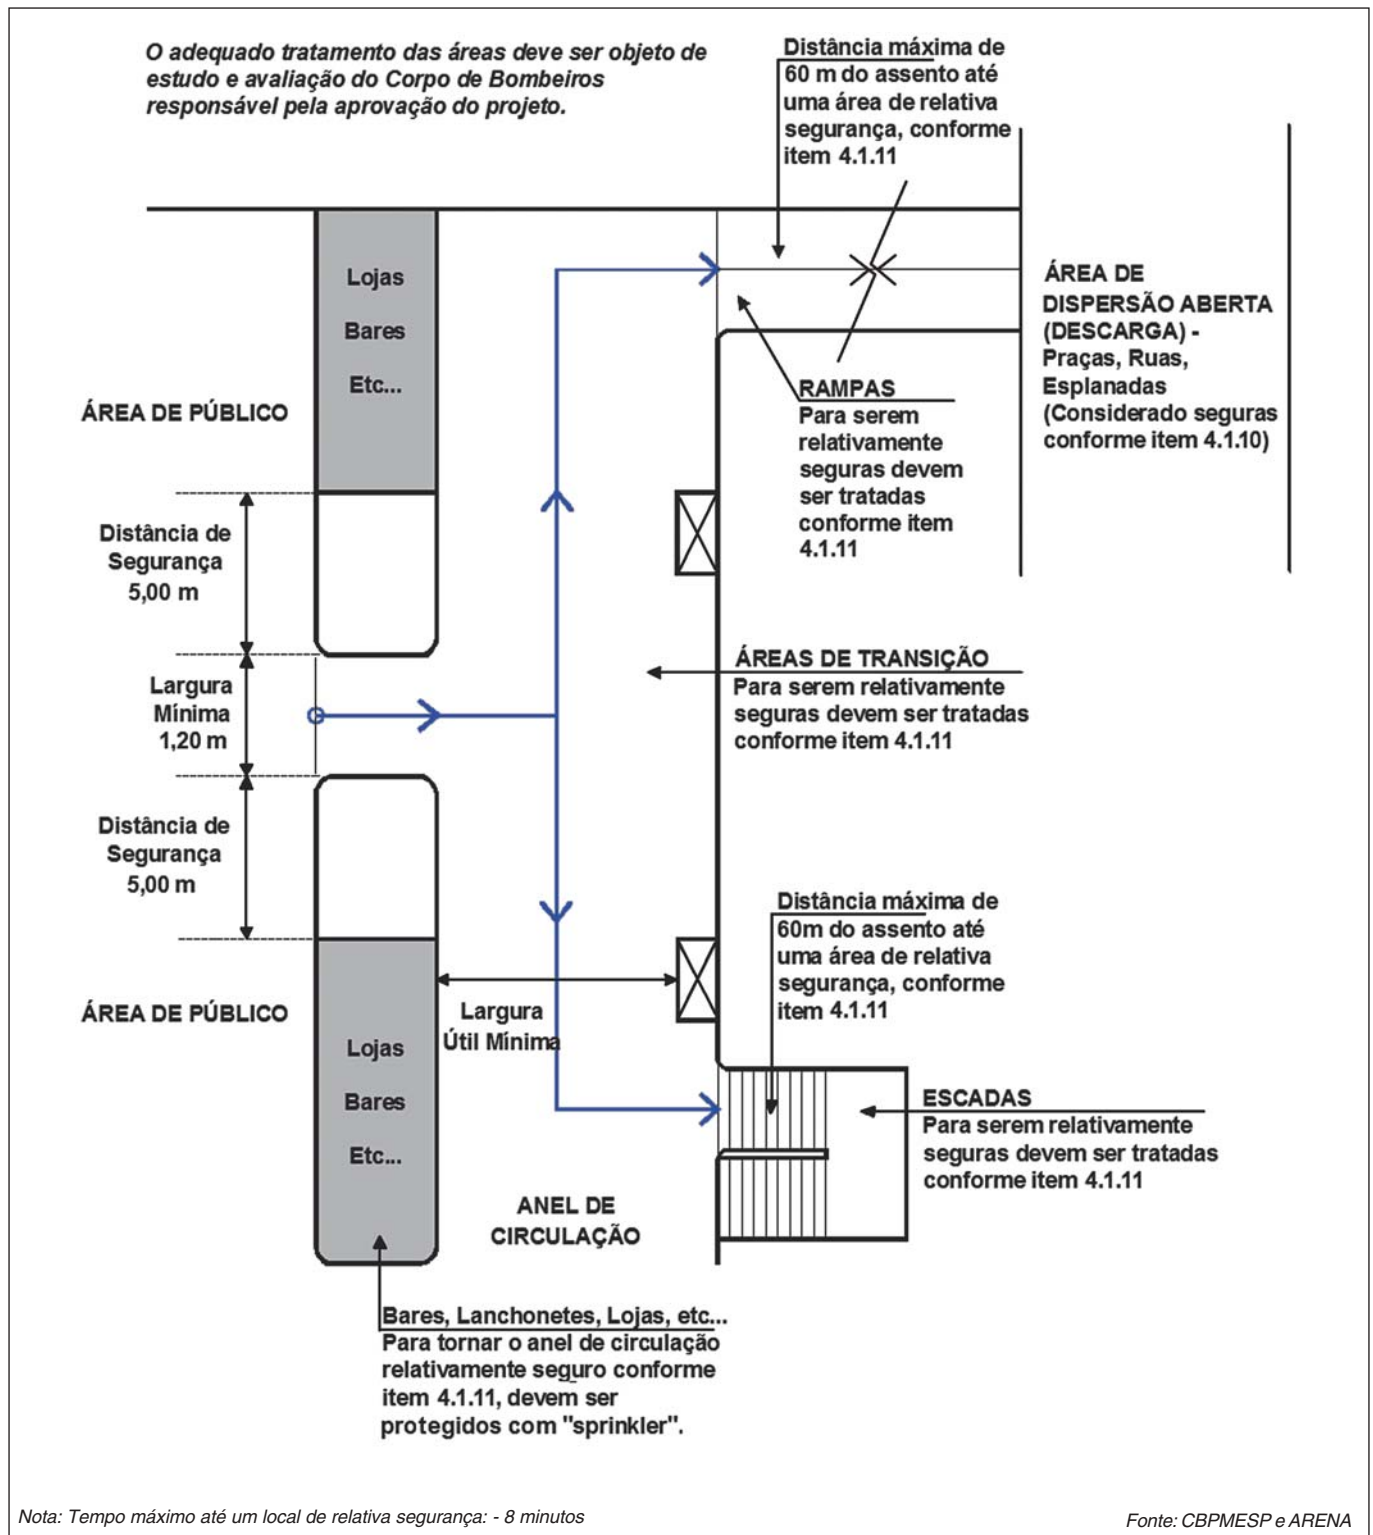 O adequado tratamento das áreas deve ser objeto de
estudo e avaliação do Corpo de Bombeiros
responsável pela aprovação do projeto.
Distância máxima de
60 m do assento até
uma área de relativa
segurança, conforme
item 4.1.11
Lojas
Bares
Etc...
ÁREA DE PÚBLICO
ÁREA DE
DISPERSÃO ABERTA
(DESCARGA) -
Praças, Ruas,
Esplanadas
(Considerado seguras
conforme item 4.1.10)
RAMPAS
Para serem
relativamente
seguras devem
ser tratadas
conforme item
4.1.11
Distância de
Segurança
5,00 m
Largura
Mínima
1,20 m
ÁREAS DE TRANSIÇÃO
Para serem relativamente
seguras devem ser tratadas
conforme item 4.1.11
Distância de
Segurança
5,00 m
Distância máxima de
60m do assento até
uma área de relativa
segurança, conforme
item 4.1.11
ÁREA DE PÚBLICO
Largura
Útil Mínima
Lojas
Bares
Etc...
ESCADAS
Para serem relativamente
seguras devem ser tratadas
conforme item 4.1.11
ANEL DE
CIRCULAÇÃO
Bares, Lanchonetes, Lojas, etc...
Para tornar o anel de circulação
relativamente seguro conforme
item 4.1.11, devem ser
protegidos com "sprinkler".
Nota: Tempo máximo até um local de relativa segurança: - 8 minutos
Fonte: CBPMESP e ARENA